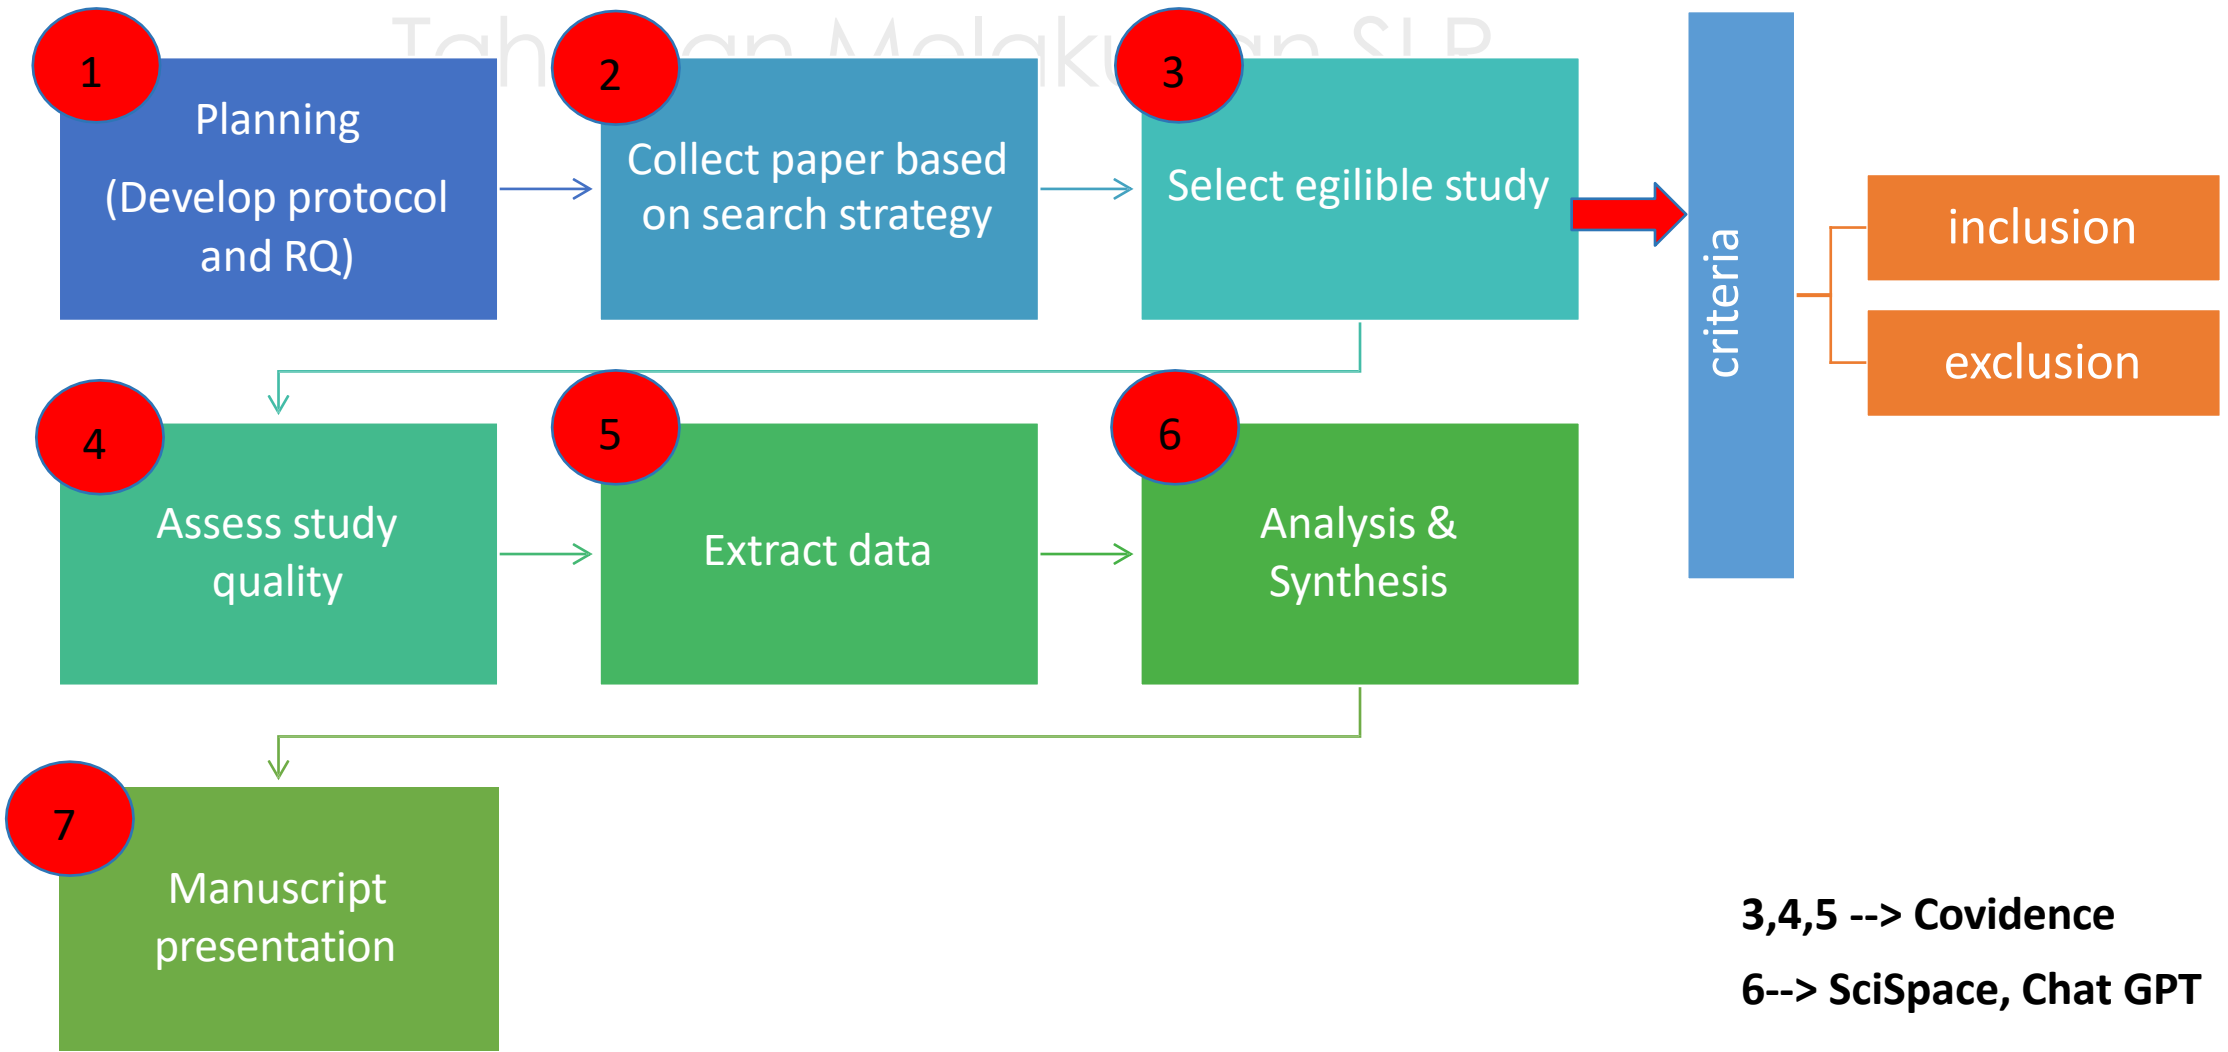 1
Planning
(Develop protocol
and RQ)
2
Collect paper based
on search strategy
3
Select egilible study
criteria
inclusion
exclusion
4
Assess study
quality
5
Extract data
6
Analysis &
Synthesis
7
Manuscript
presentation
3,4,5 --> Covidence
6--> SciSpace, Chat GPT